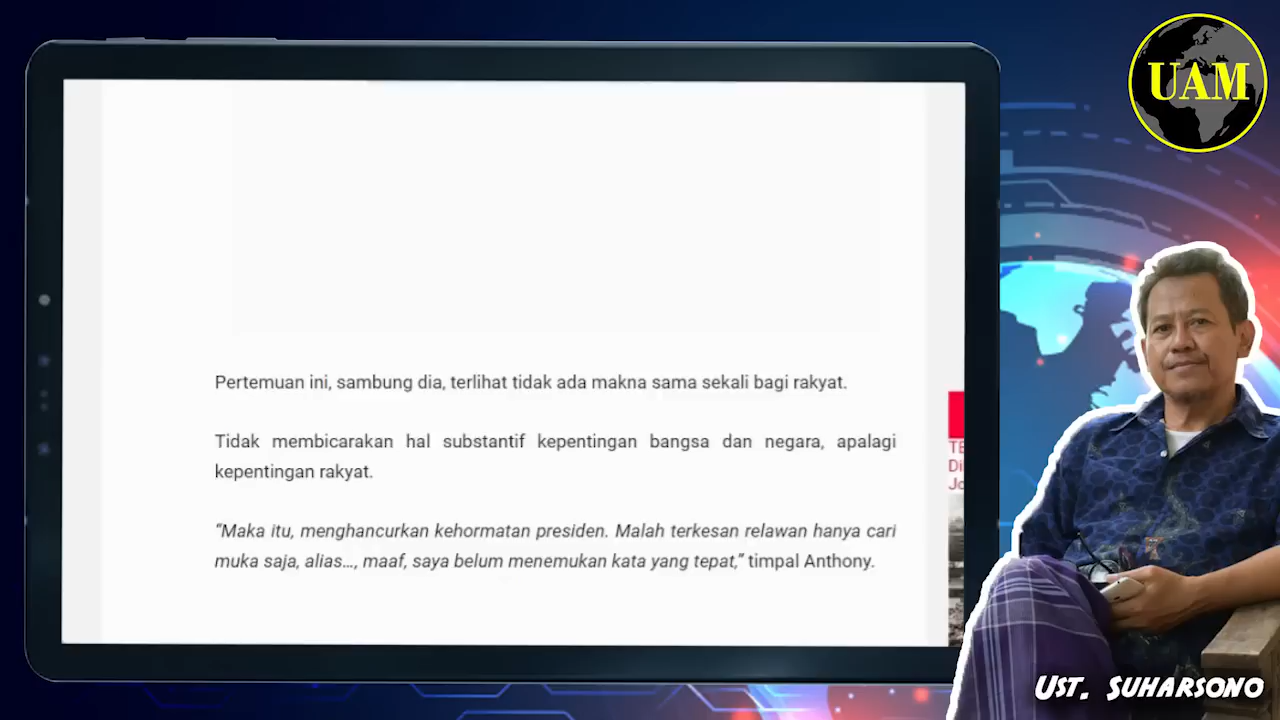 UAM
Pertemuan ini, sambung dia, terlihat tidak ada makna sama sekali bagi rakyat.
Tidak membicarakan hal substantif kepentingan bangsa dan negara, apalagi
kepentingan rakyat.
“Maka itu, menghancurkan kehormatan presiden. Malah terkesan relawan hanya cari
muka saja, alias..., maaf, saya belum menemukan kata yang tepat,” timpal Anthony.
UST. SUHARSONO